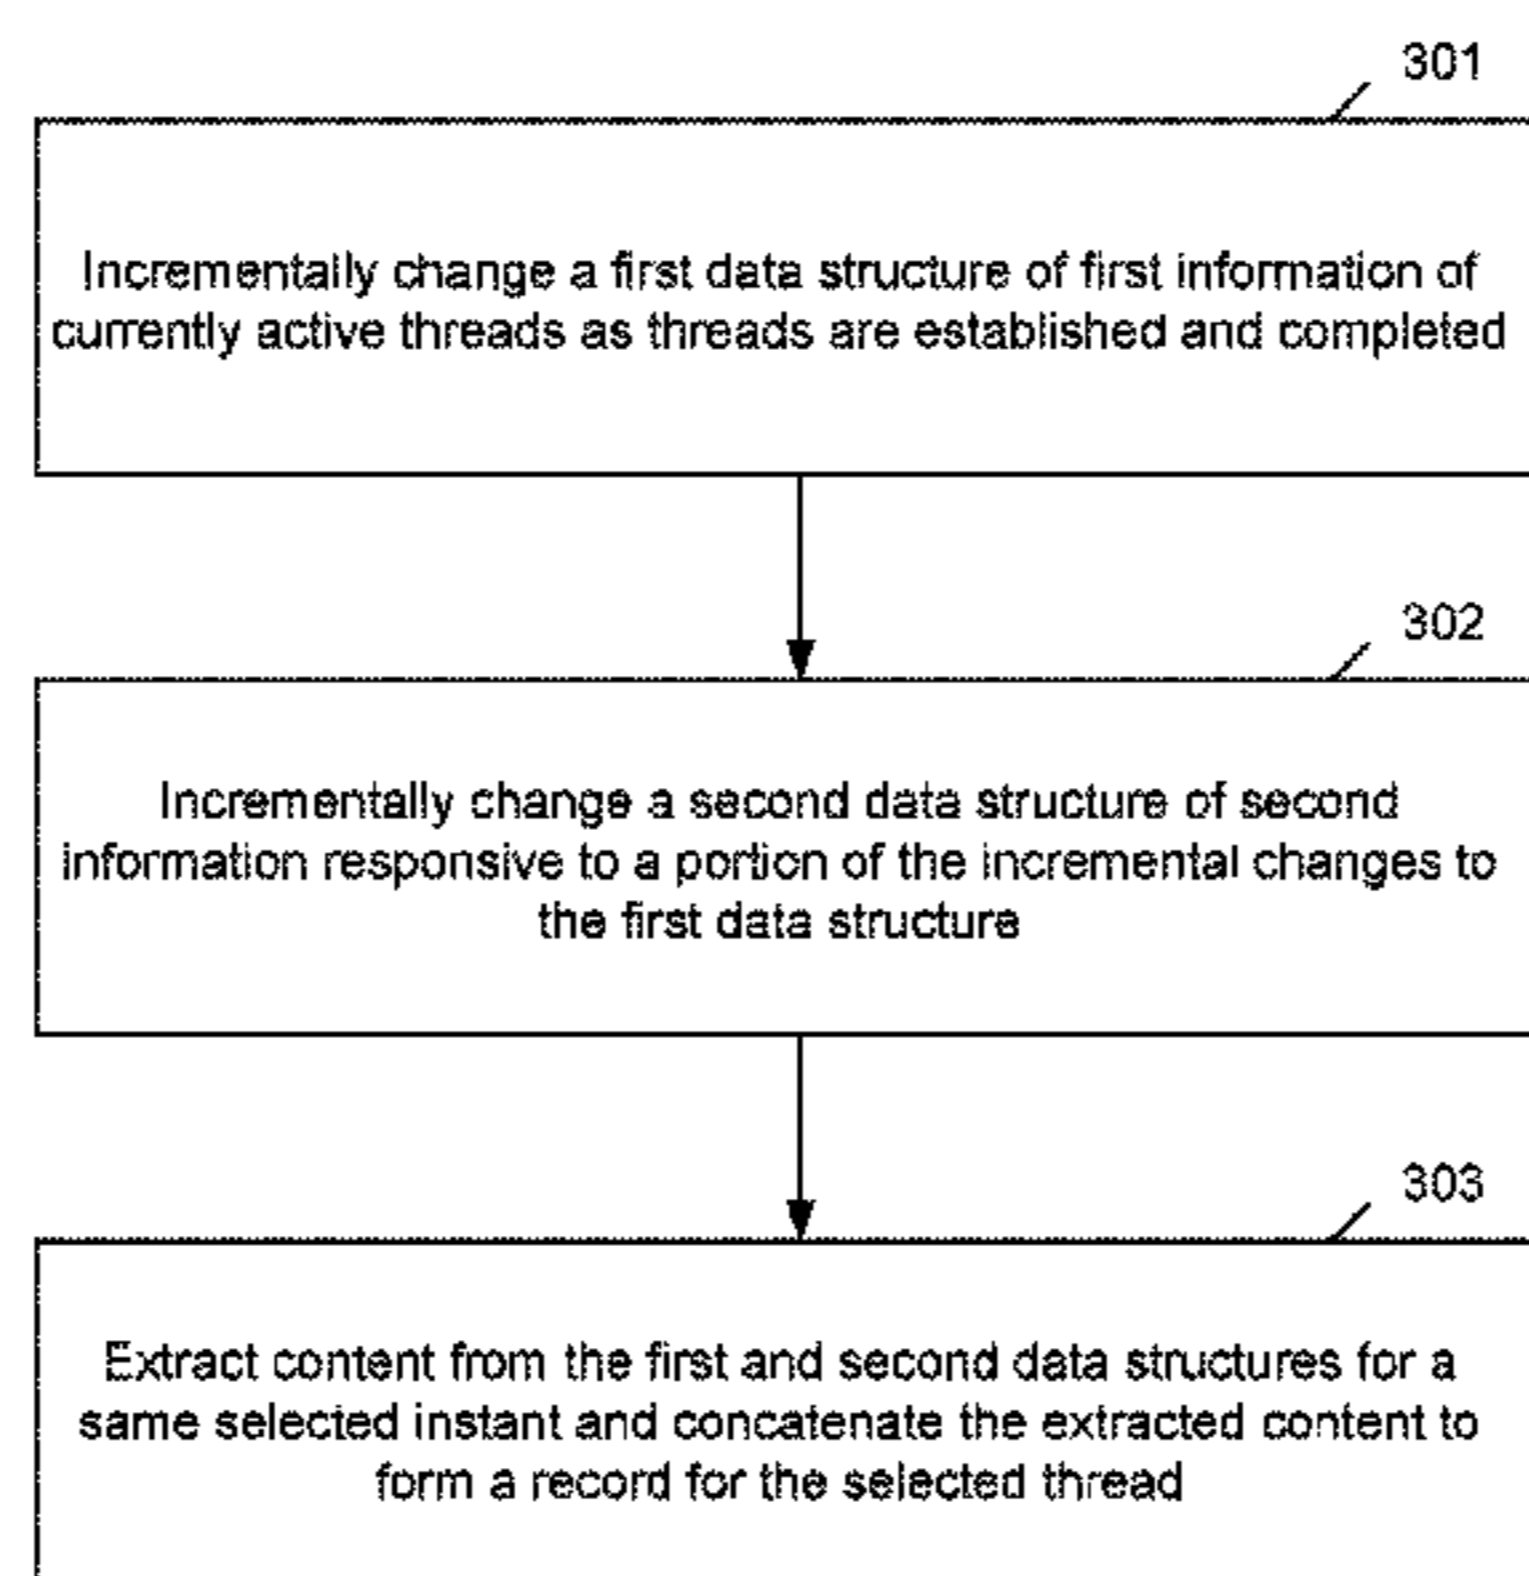 301
Incrementally change a first data structure of first information of
currently active threads as threads are established and completed
302
Incrementally change a second data structure of second
information responsive to a portion of the incremental changes to
the first data structure
303
Extract content from the first and second data structures for a
same selected instant and concatenate the extracted content to
form a record for the selected thread